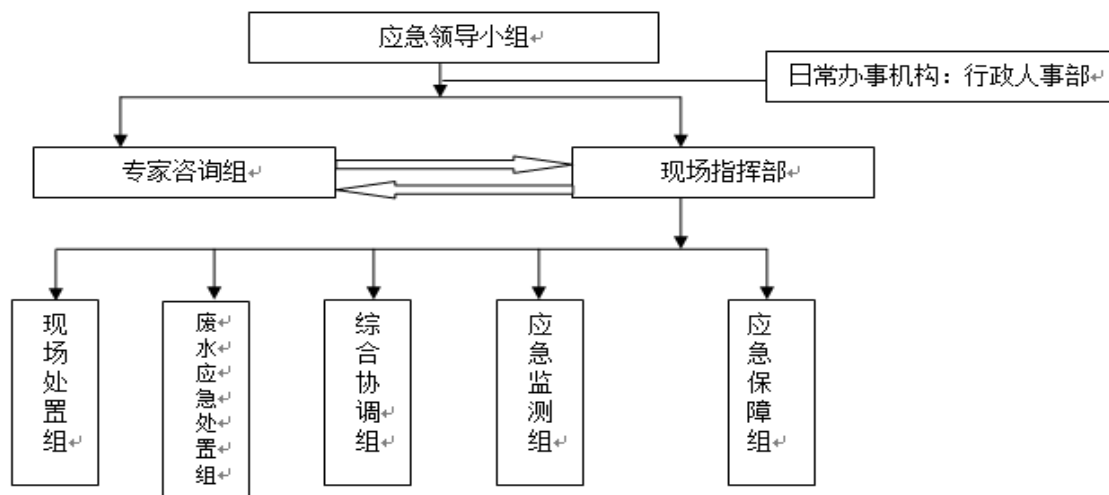 应急领导小组
日常办事机构：行政人事部
专家咨询组
现场指挥部
现场处置组
废水应急处置组
综合协调组
应急监测组
应急保障组